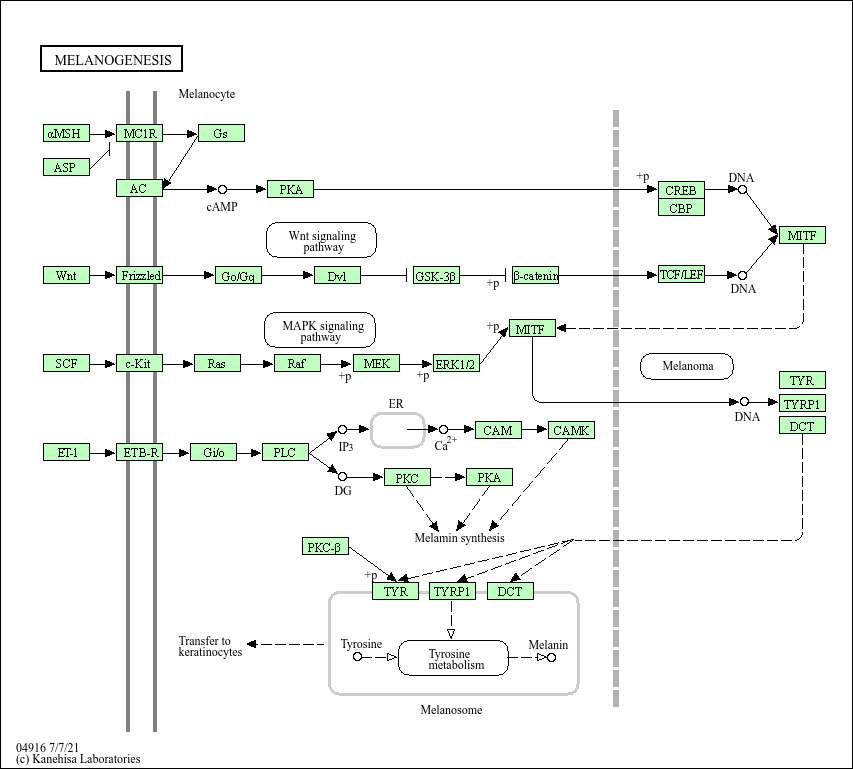 MELANOGENESIS
Melanocyte
αMSH
MC1R
Gs
ASP
AC
cAMP
PKA
+p
CREB
CBP
DNA
MITF
Wnt signaling
pathway
Wnt
Frizzled
Go/Gq
Dvl
GSK-3β
+p
β-catenin
TCF/LEF
DNA
MAPK signaling
pathway
+p
MITF
SCF
c-Kit
Ras
Raf
+p
MEK
+p
ERK1/2
Melanoma
TYR
TYRP1
DCT
DNA
ER
ET-1
ETB-R
Gi/o
PLC
IP3
Ca2+
CAM
CAMK
DG
PKC
PKA
Melamin synthesis
PKC-β
+p
TYR
TYRP1
DCT
Transfer to
keratinocytes
Tyrosine
Tyrosine
metabolism
Melanin
Melanosome
04916 7/7/21
(c) Kanehisa Laboratories